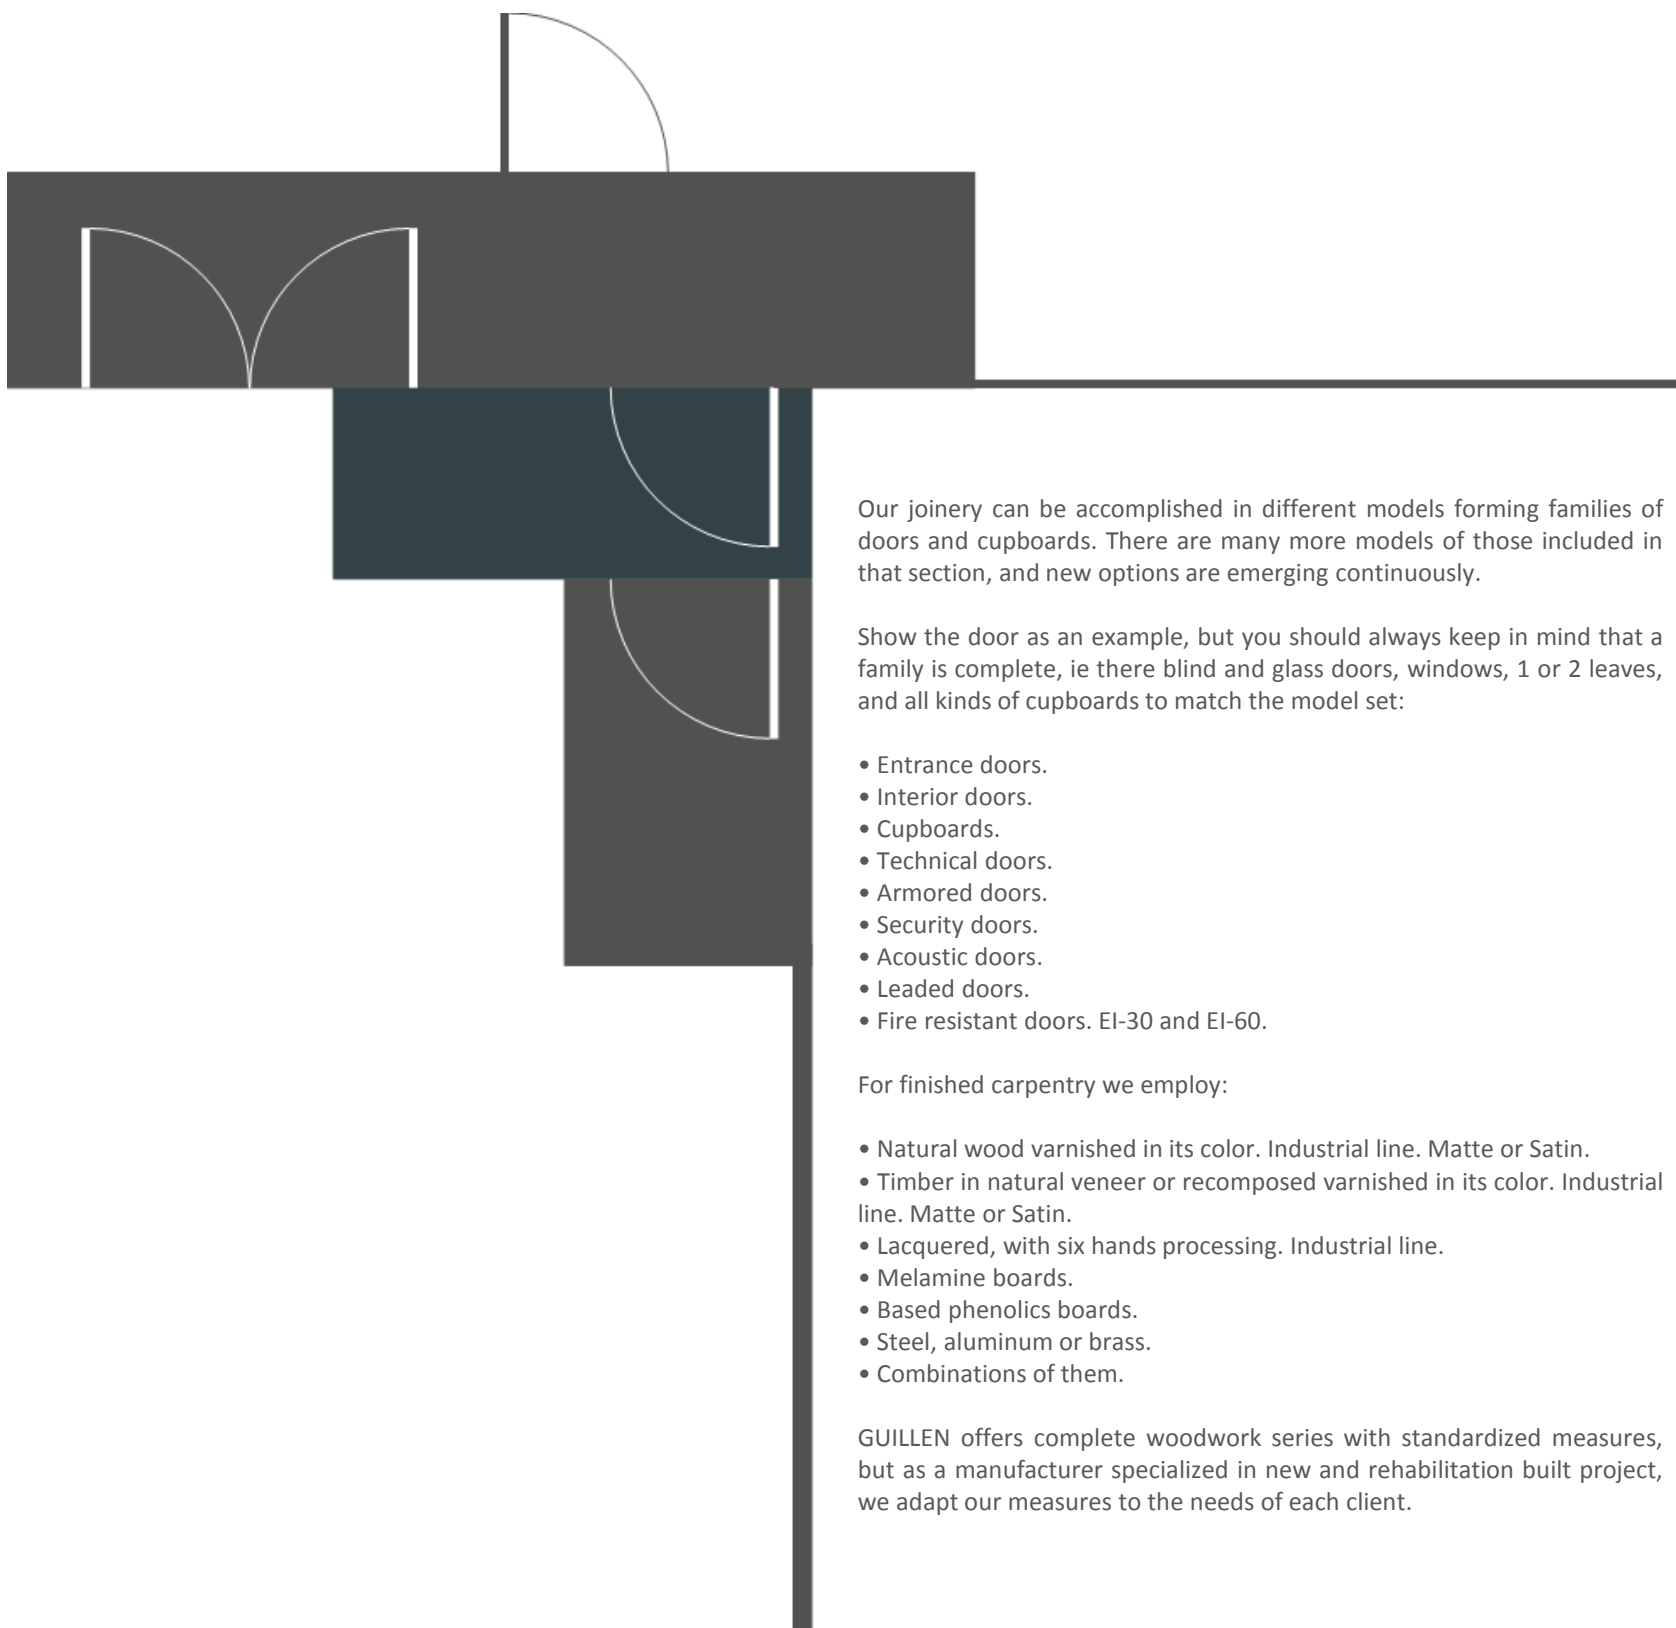 Our joinery can be accomplished in different models forming families of
doors and cupboards. There are many more models of those included in
that section, and new options are emerging continuously.
Show the door as an example, but you should always keep in mind that a
family is complete, ie there blind and glass doors, windows, 1 or 2 leaves,
and all kinds of cupboards to match the model set:
• Entrance doors.
• Interior doors.
• Cupboards.
• Technical doors.
• Armored doors.
• Security doors.
• Acoustic doors.
• Leaded doors.
• Fire resistant doors. EI-30 and EI-60.
For finished carpentry we employ:
• Natural wood varnished in its color. Industrial line. Matte or Satin.
• Timber in natural veneer or recomposed varnished in its color. Industrial
line. Matte or Satin.
• Lacquered, with six hands processing. Industrial line.
• Melamine boards.
• Based phenolics boards.
• Steel, aluminum or brass.
• Combinations of them.
GUILLEN offers complete woodwork series with standardized measures,
but as a manufacturer specialized in new and rehabilitation built project,
we adapt our measures to the needs of each client.